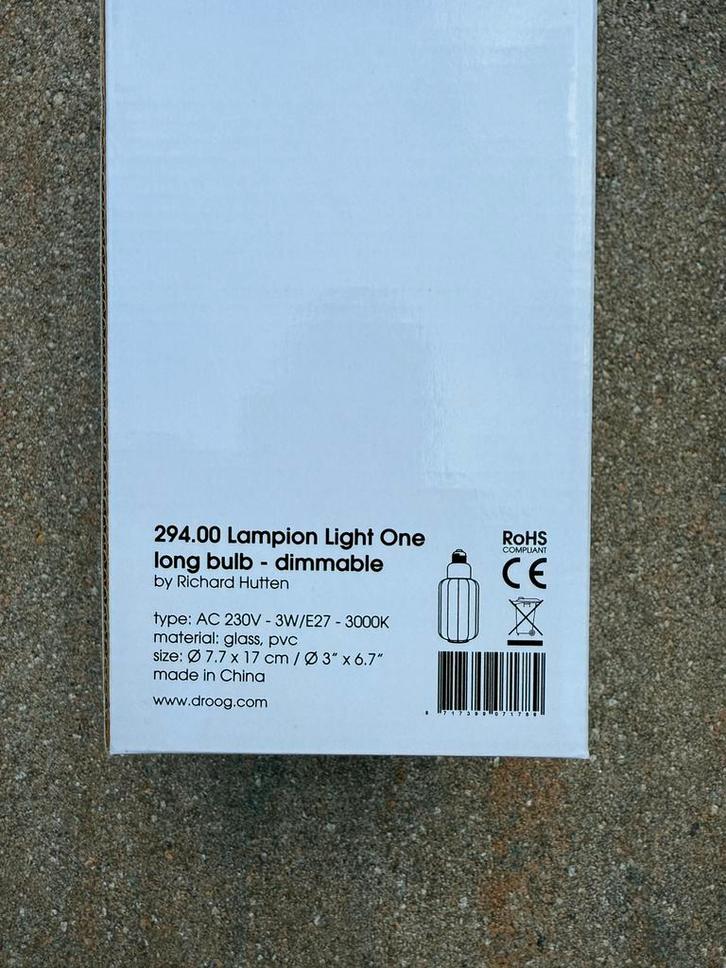 294.00 Lampion Light One
long bulb - dimmable
by Richard Hutten
type: AC 230V - 3W/E27 - 3000K
material: glass, pvc
size: Ø 7.7 x 17 cm / Ø 3” x 6.7”
made in China
www.droog.com
RoHS
COMPLIANT
CE